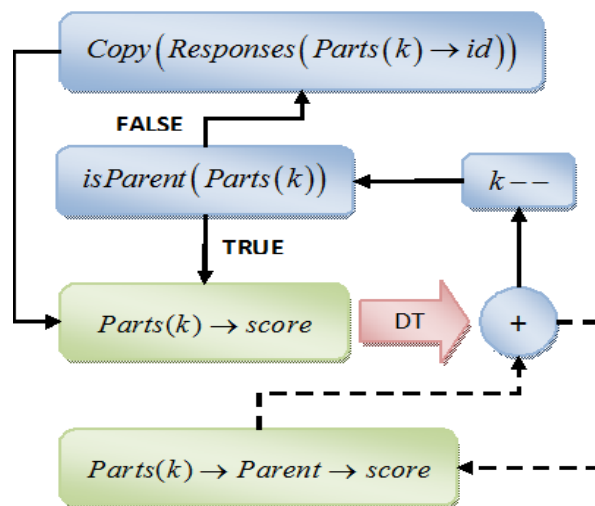 Copy(Responses(Parts(k) → id))
FALSE
isParent(Parts(k))
k − −
TRUE
Parts(k) → score
DT
+
Parts(k) → Parent → score